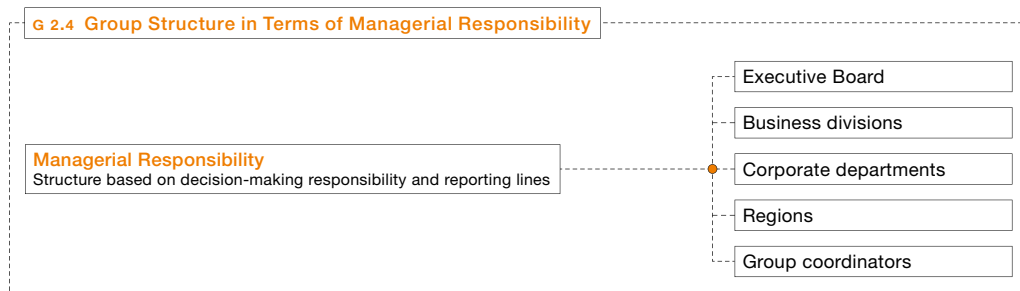 G 2.4 Group Structure in Terms of Managerial Responsibility
Executive Board
Business divisions
Managerial Responsibility
Structure based on decision-making responsibility and reporting lines
Corporate departments
Regions
Group coordinators